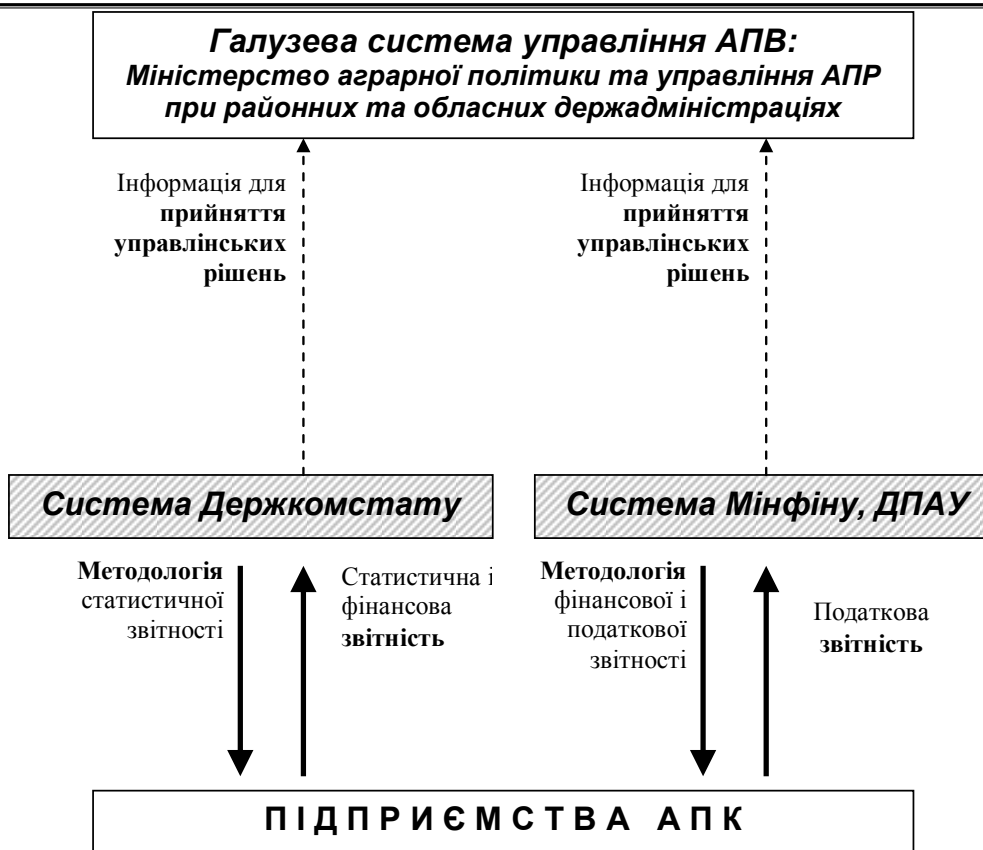 Галузева система управління АПВ:
Міністерство аграрної політики та управління АПР
при районних та обласних держадміністраціях
Інформація для
прийняття
управлінських
рішень
Інформація для
прийняття
управлінських
рішень
Система Держкомстату
Система Мінфіну, ДПАУ
Методологія
статистичної
звітності
Статистична і
фінансова
звітність
Методологія
фінансової і
податкової
звітності
Податкова
звітність
П І Д П Р И Є М С Т В А А П К